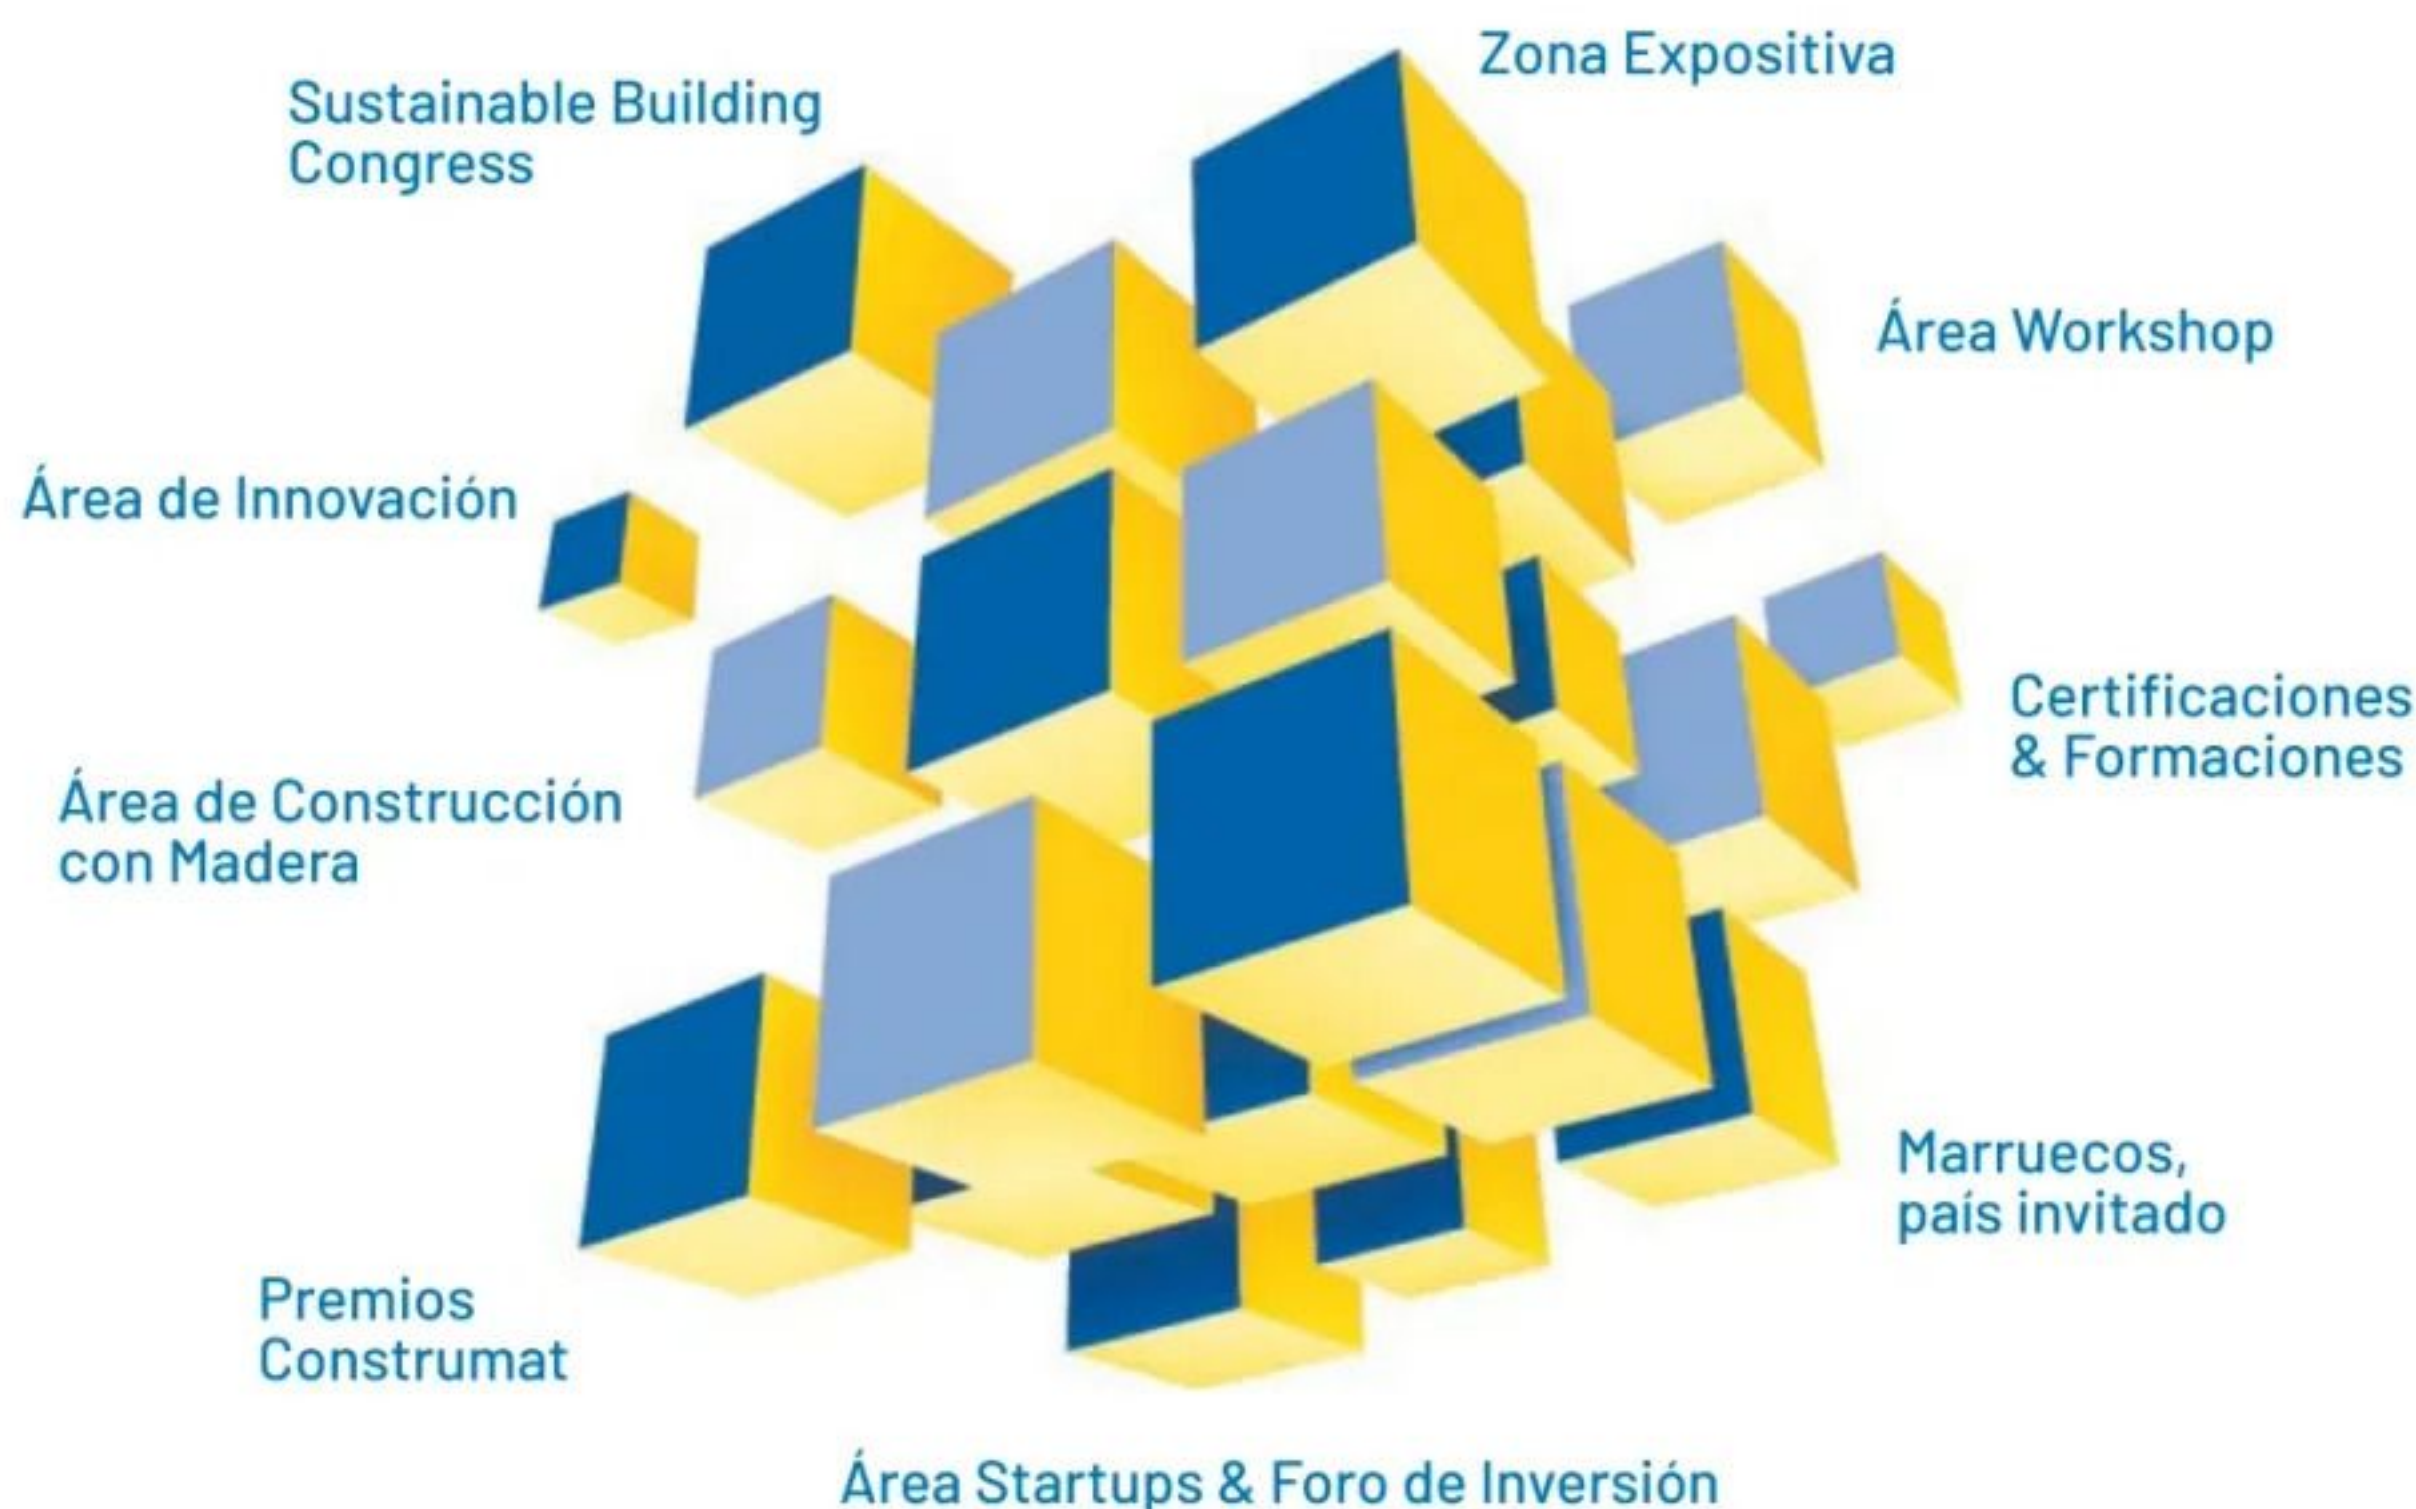 Zona Expositiva
Sustainable Building
Congress
Área Workshop
Área de Innovación
Certificaciones
& Formaciones
Área de Construcción
con Madera
Marruecos,
país invitado
Premios
Construmat
Área Startups & Foro de Inversión